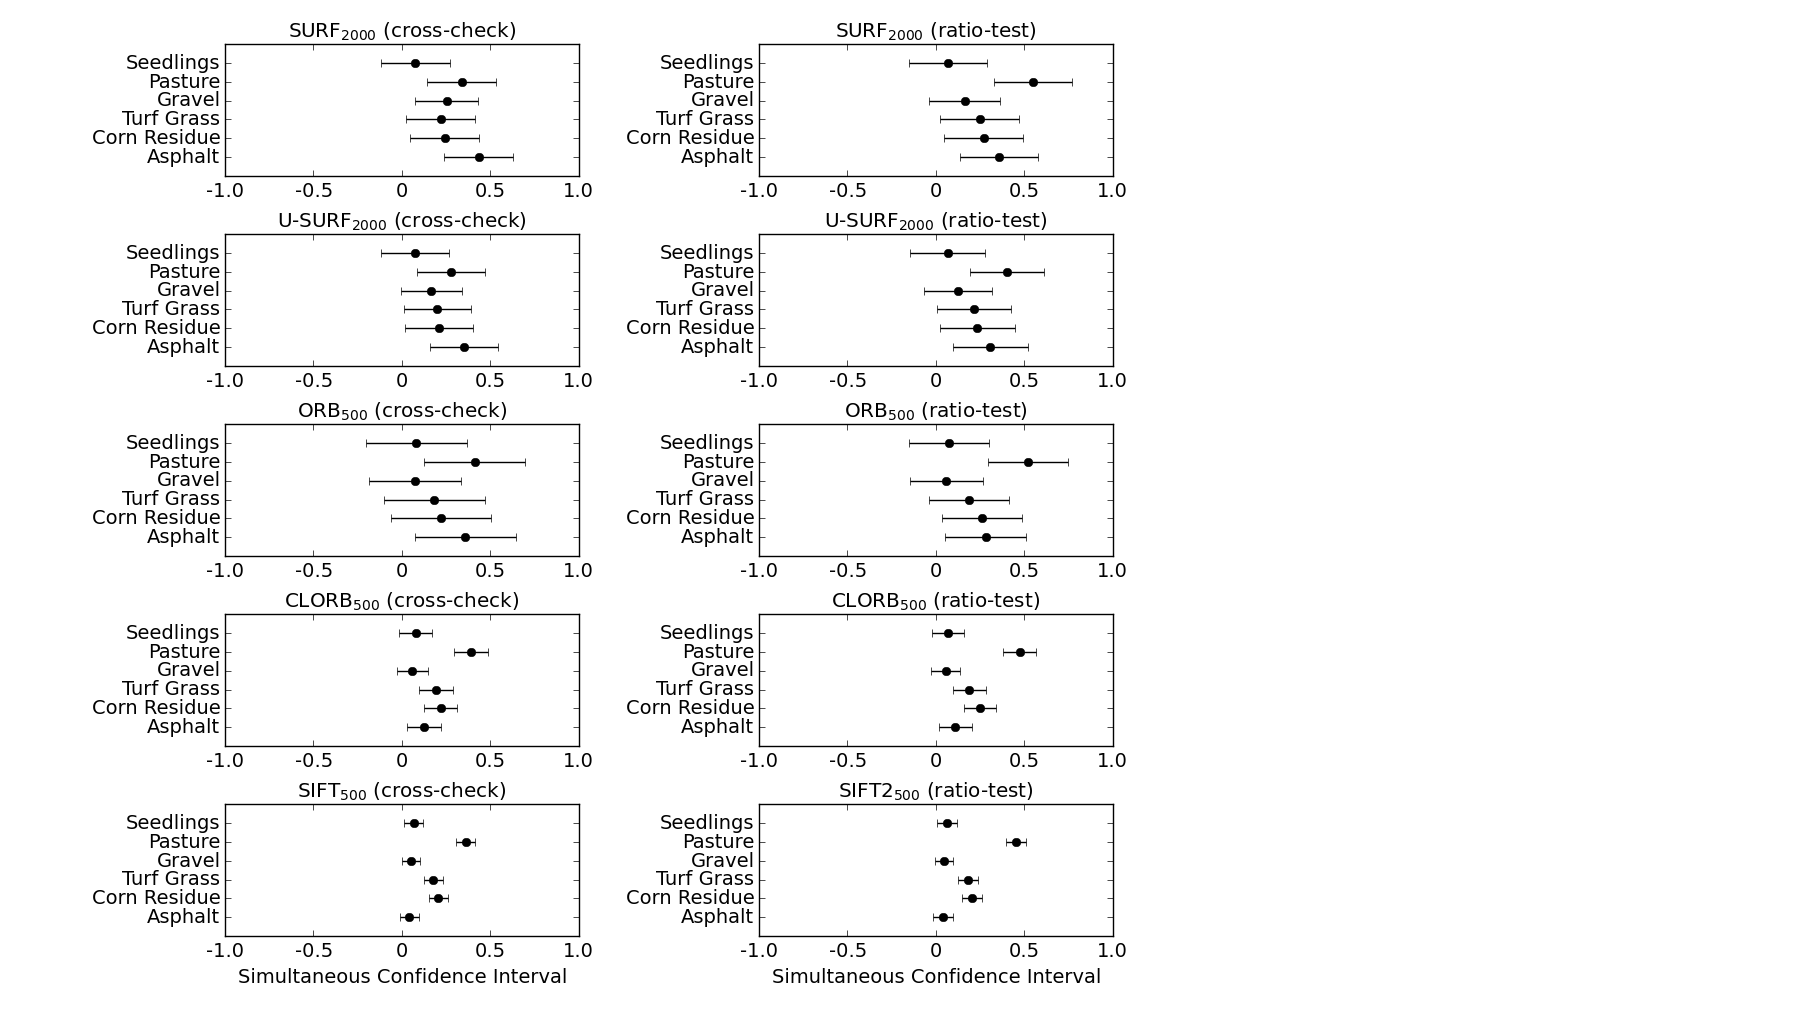 SURF2000 (cross-check)
Seedlings
Pasture
Gravel
Turf Grass
Corn Residue
Asphalt
-1.0 -0.5 0 0.5 1.0
SURF2000 (ratio-test)
Seedlings
Pasture
Gravel
Turf Grass
Corn Residue
Asphalt
-1.0 -0.5 0 0.5 1.0
U-SURF2000 (cross-check)
Seedlings
Pasture
Gravel
Turf Grass
Corn Residue
Asphalt
-1.0 -0.5 0 0.5 1.0
U-SURF2000 (ratio-test)
Seedlings
Pasture
Gravel
Turf Grass
Corn Residue
Asphalt
-1.0 -0.5 0 0.5 1.0
ORB500 (cross-check)
Seedlings
Pasture
Gravel
Turf Grass
Corn Residue
Asphalt
-1.0 -0.5 0 0.5 1.0
ORB500 (ratio-test)
Seedlings
Pasture
Gravel
Turf Grass
Corn Residue
Asphalt
-1.0 -0.5 0 0.5 1.0
CLORB500 (cross-check)
Seedlings
Pasture
Gravel
Turf Grass
Corn Residue
Asphalt
-1.0 -0.5 0 0.5 1.0
CLORB500 (ratio-test)
Seedlings
Pasture
Gravel
Turf Grass
Corn Residue
Asphalt
-1.0 -0.5 0 0.5 1.0
SIFT500 (cross-check)
Seedlings
Pasture
Gravel
Turf Grass
Corn Residue
Asphalt
-1.0 -0.5 0 0.5 1.0
Simultaneous Confidence Interval
SIFT2500 (ratio-test)
Seedlings
Pasture
Gravel
Turf Grass
Corn Residue
Asphalt
-1.0 -0.5 0 0.5 1.0
Simultaneous Confidence Interval